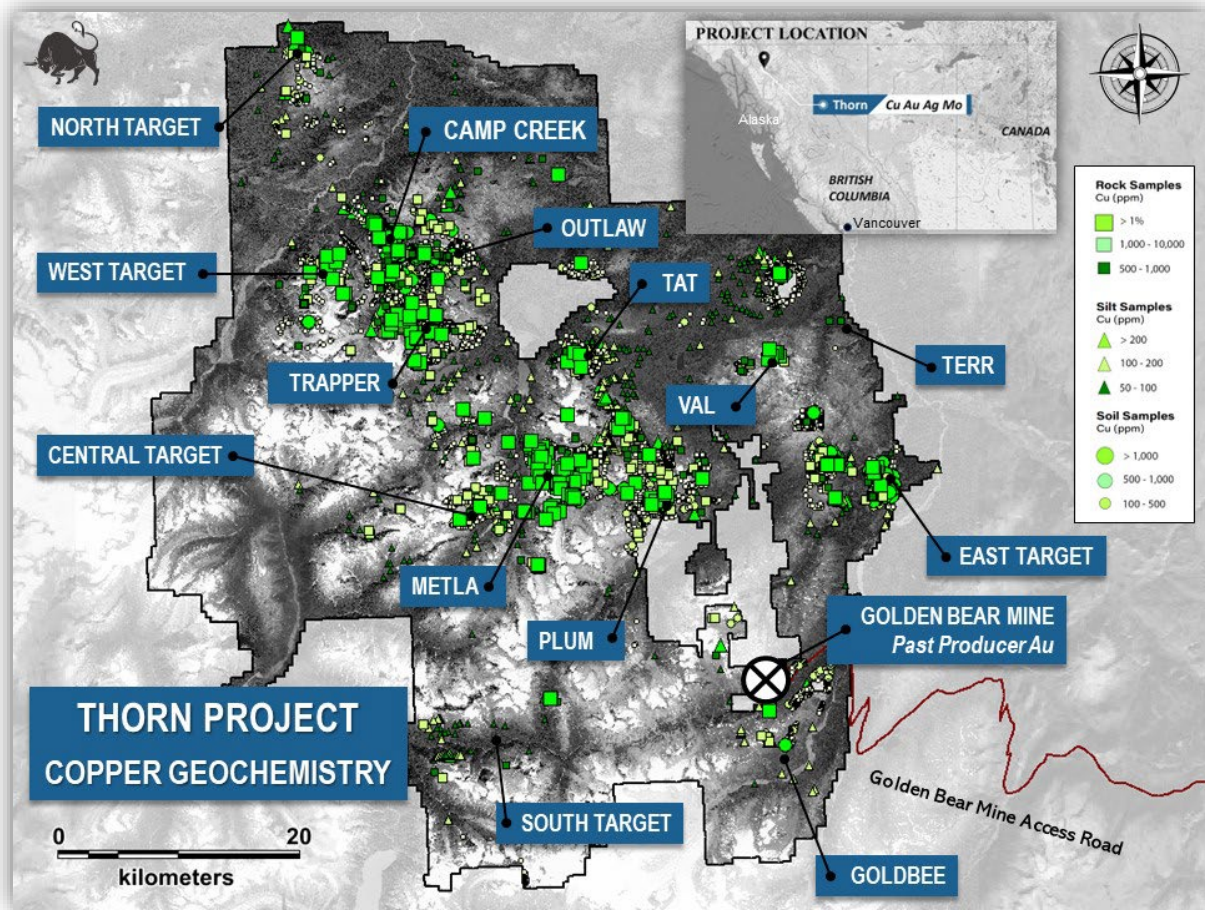 PROJECT LOCATION
Thorn
Cu Au Ag Mo
Alaska
CANADA
BRITISH
COLUMBIA
Vancouver
NORTH TARGET
CAMP CREEK
OUTLAW
WEST TARGET
TAT
TERR
TRAPPER
VAL
CENTRAL TARGET
EAST TARGET
METLA
PLUM
GOLDEN BEAR MINE
Past Producer Au
Rock Samples
Cu (ppm)
> 1%
1,000 - 10,000
500 - 1,000
Silt Samples
Cu (ppm)
> 200
100 - 200
50 - 100
Soil Samples
Cu (ppm)
> 1,000
500 - 1,000
100 - 500
THORN PROJECT
COPPER GEOCHEMISTRY
Golden Bear Mine Access Road
SOUTH TARGET
GOLDBEE
0 20
kilometers